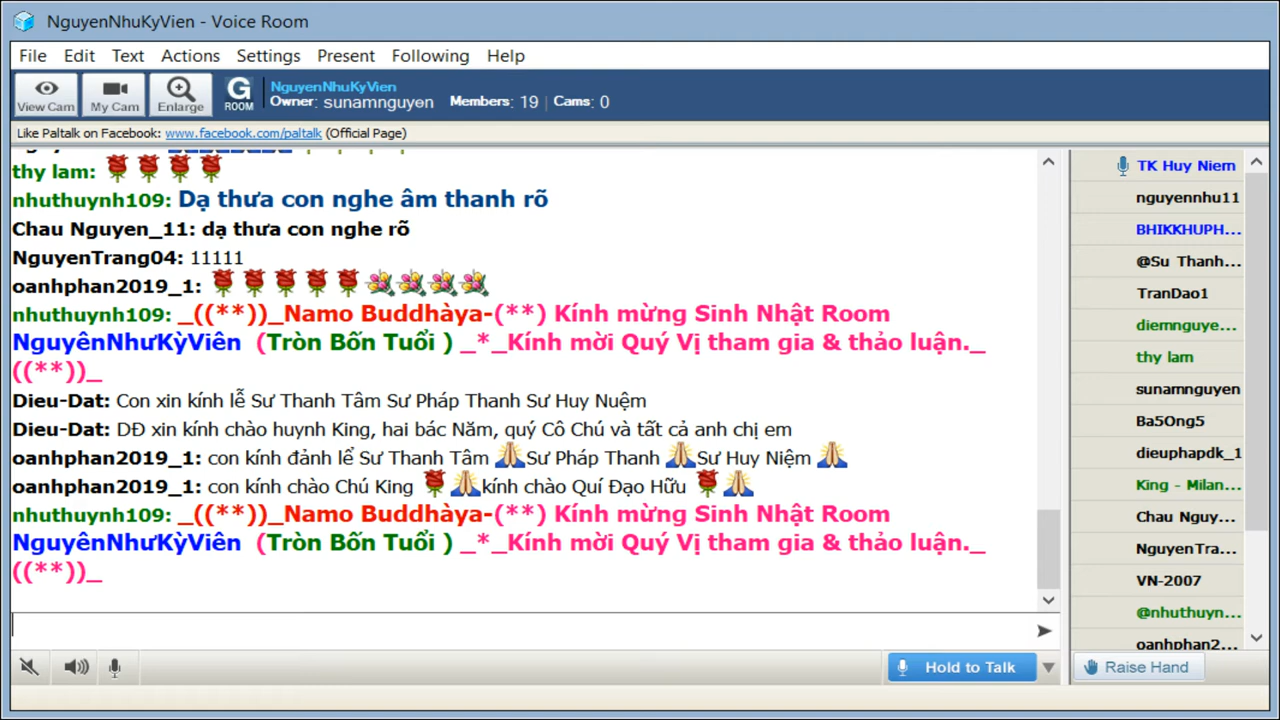 NguyenNhuKyVien - Voice Room
File Edit Text Actions Settings Present Following Help
View Cam My Cam Enlarge G ROOM
NguyenNhuKyVien
Owner: sunamnguyen Members: 19 | Cams: 0
Like Paltalk on Facebook: www.facebook.com/paltalk (Official Page)
thy lam:
nhuthuynh109: Dạ thưa con nghe âm thanh rõ
Chau Nguyen_11: dạ thưa con nghe rõ
NguyenTrang04: 11111
oanhphan2019_1:
nhuthuynh109: _((**))_Namo Buddhàya-(**) Kính mừng Sinh Nhật Room
NguyênNhưKỳViên (Tròn Bốn Tuổi ) _*_Kính mời Quý Vị tham gia & thảo luận._
((**))_
Dieu-Dat: Con xin kính lễ Sư Thanh Tâm Sư Pháp Thanh Sư Huy Nuệm
Dieu-Dat: DĐ xin kính chào huynh King, hai bác Năm, quý Cô Chú và tất cả anh chị em
oanhphan2019_1: con kính đảnh lể Sư Thanh Tâm Sư Pháp Thanh Sư Huy Niệm
oanhphan2019_1: con kính chào Chú King kính chào Quí Đạo Hữu
nhuthuynh109: _((**))_Namo Buddhàya-(**) Kính mừng Sinh Nhật Room
NguyênNhưKỳViên (Tròn Bốn Tuổi ) _*_Kính mời Quý Vị tham gia & thảo luận._
((**))_
Hold to Talk
TK Huy Niem
nguyennhu11
BHIKKHUPH...
@Su Thanh...
TranDao1
diemnguye...
thy lam
sunamnguyen
Ba5Ong5
dieuphapdk_1
King - Milan...
Chau Nguy...
NguyenTra...
VN-2007
@nhuthuyn...
oanhphan2...
Raise Hand